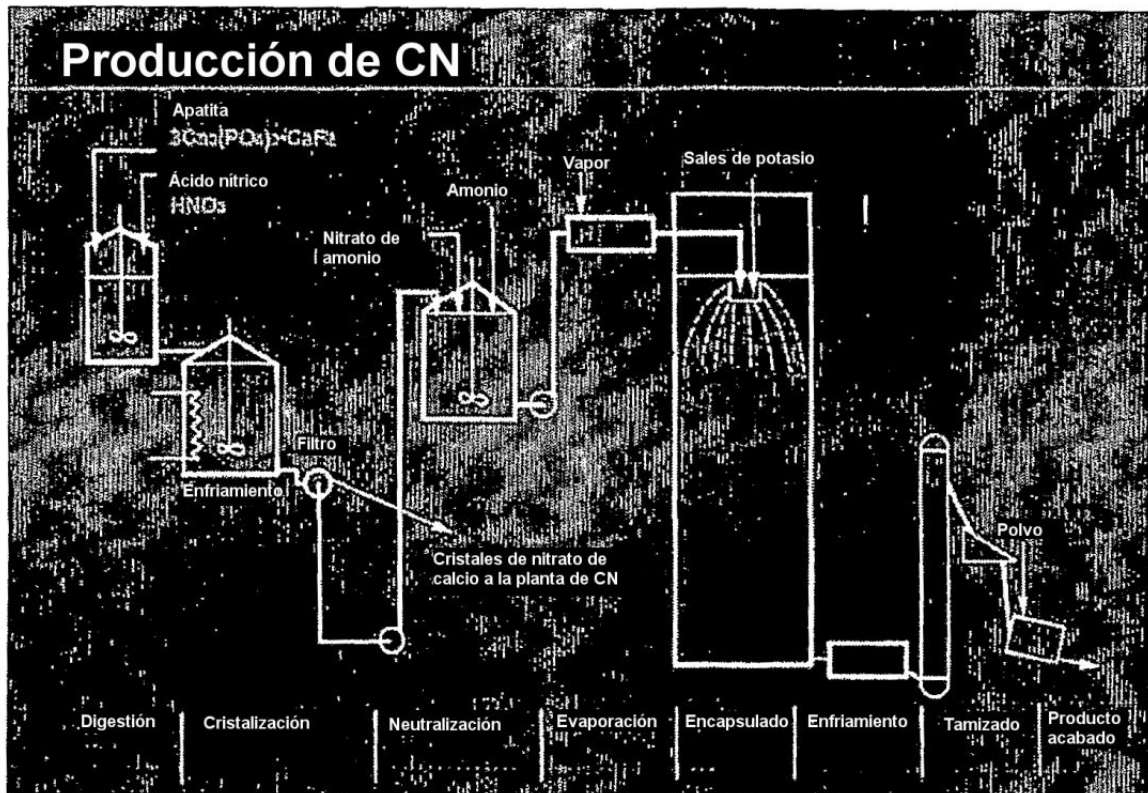 Producción de CN
Apatita
3Ca₃(PO₄)₂·CaF₂
Ácido nítrico
HNO₃
Nitrato de
amonio
Amonio
Vapor
Sales de potasio
Filtro
Enfriamiento
Cristales de nitrato de
calcio a la planta de CN
Polvo
Digestión
Cristalización
Neutralización
Evaporación
Encapsulado
Enfriamiento
Tamizado
Producto
acabado